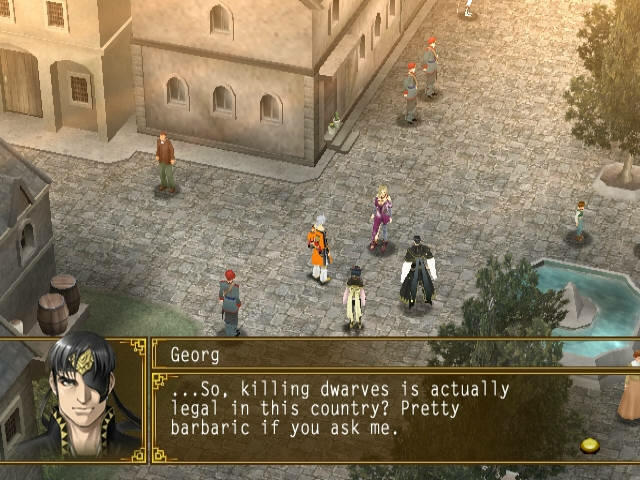 Georg
...So, killing dwarves is actually
legal in this country? Pretty
barbaric if you ask me.